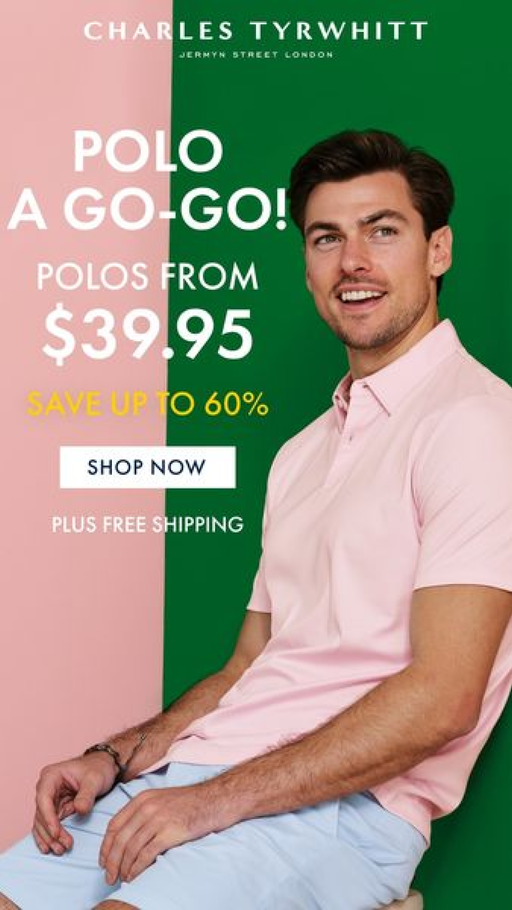 CHARLES TYRWHITT
JERMYN STREET LONDON
POLO
A GO-GO!
POLOS FROM
$39.95
SAVE UP TO 60%
SHOP NOW
PLUS FREE SHIPPING